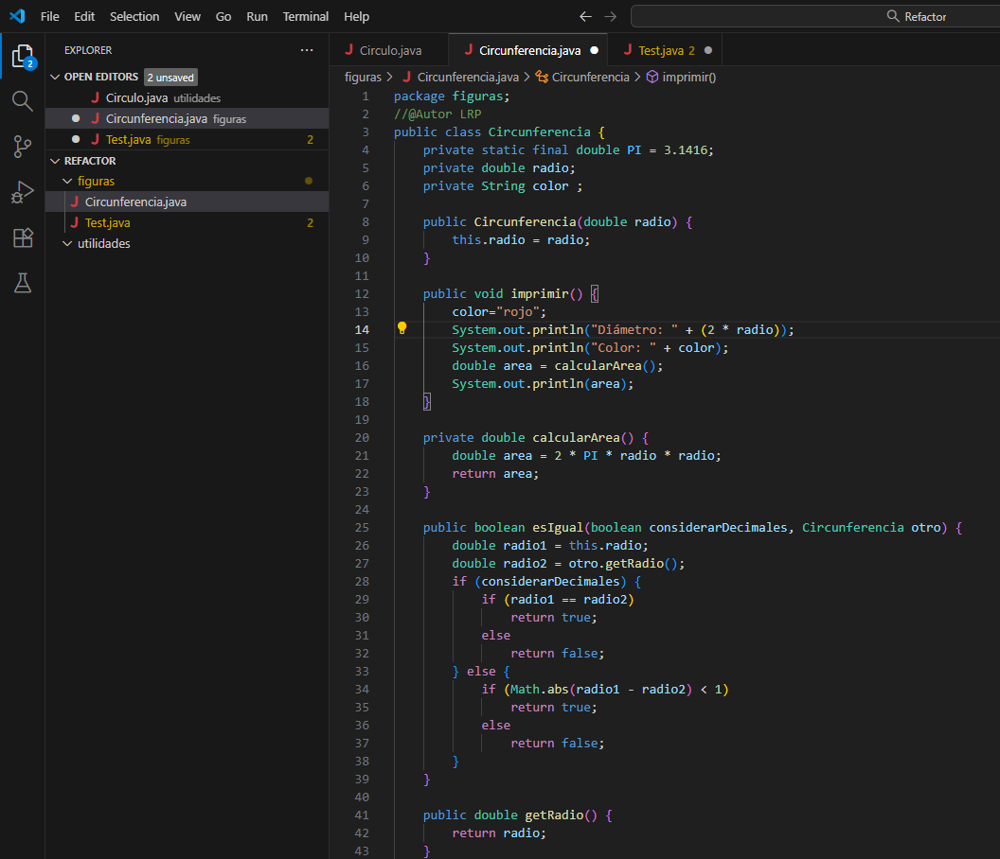 File Edit Selection View Go Run Terminal Help
Refactor
EXPLORER
OPEN EDITORS 2 unsaved
Circulo.java utilidades
Circunferencia.java figuras
Test.java figuras 2
REFACTOR
figuras
Circunferencia.java
Test.java 2
utilidades
2
Circulo.java Circunferencia.java Test.java 2
figuras > Circunferencia.java > Circunferencia > imprimir()
1 package figuras;
2 //@Autor LRP
3 public class Circunferencia {
4 private static final double PI = 3.1416;
5 private double radio;
6 private String color ;
7
8 public Circunferencia(double radio) {
9 this.radio = radio;
10 }
11
12 public void imprimir() {
13 color="rojo";
14 System.out.println("Diámetro: " + (2 * radio));
15 System.out.println("Color: " + color);
16 double area = calcularArea();
17 System.out.println(area);
18 }
19
20 private double calcularArea() {
21 double area = 2 * PI * radio * radio;
22 return area;
23 }
24
25 public boolean esIgual(boolean considerarDecimales, Circunferencia otro) {
26 double radio1 = this.radio;
27 double radio2 = otro.getRadio();
28 if (considerarDecimales) {
29 if (radio1 == radio2)
30 return true;
31 else
32 return false;
33 } else {
34 if (Math.abs(radio1 - radio2) < 1)
35 return true;
36 else
37 return false;
38 }
39 }
40
41 public double getRadio() {
42 return radio;
43 }